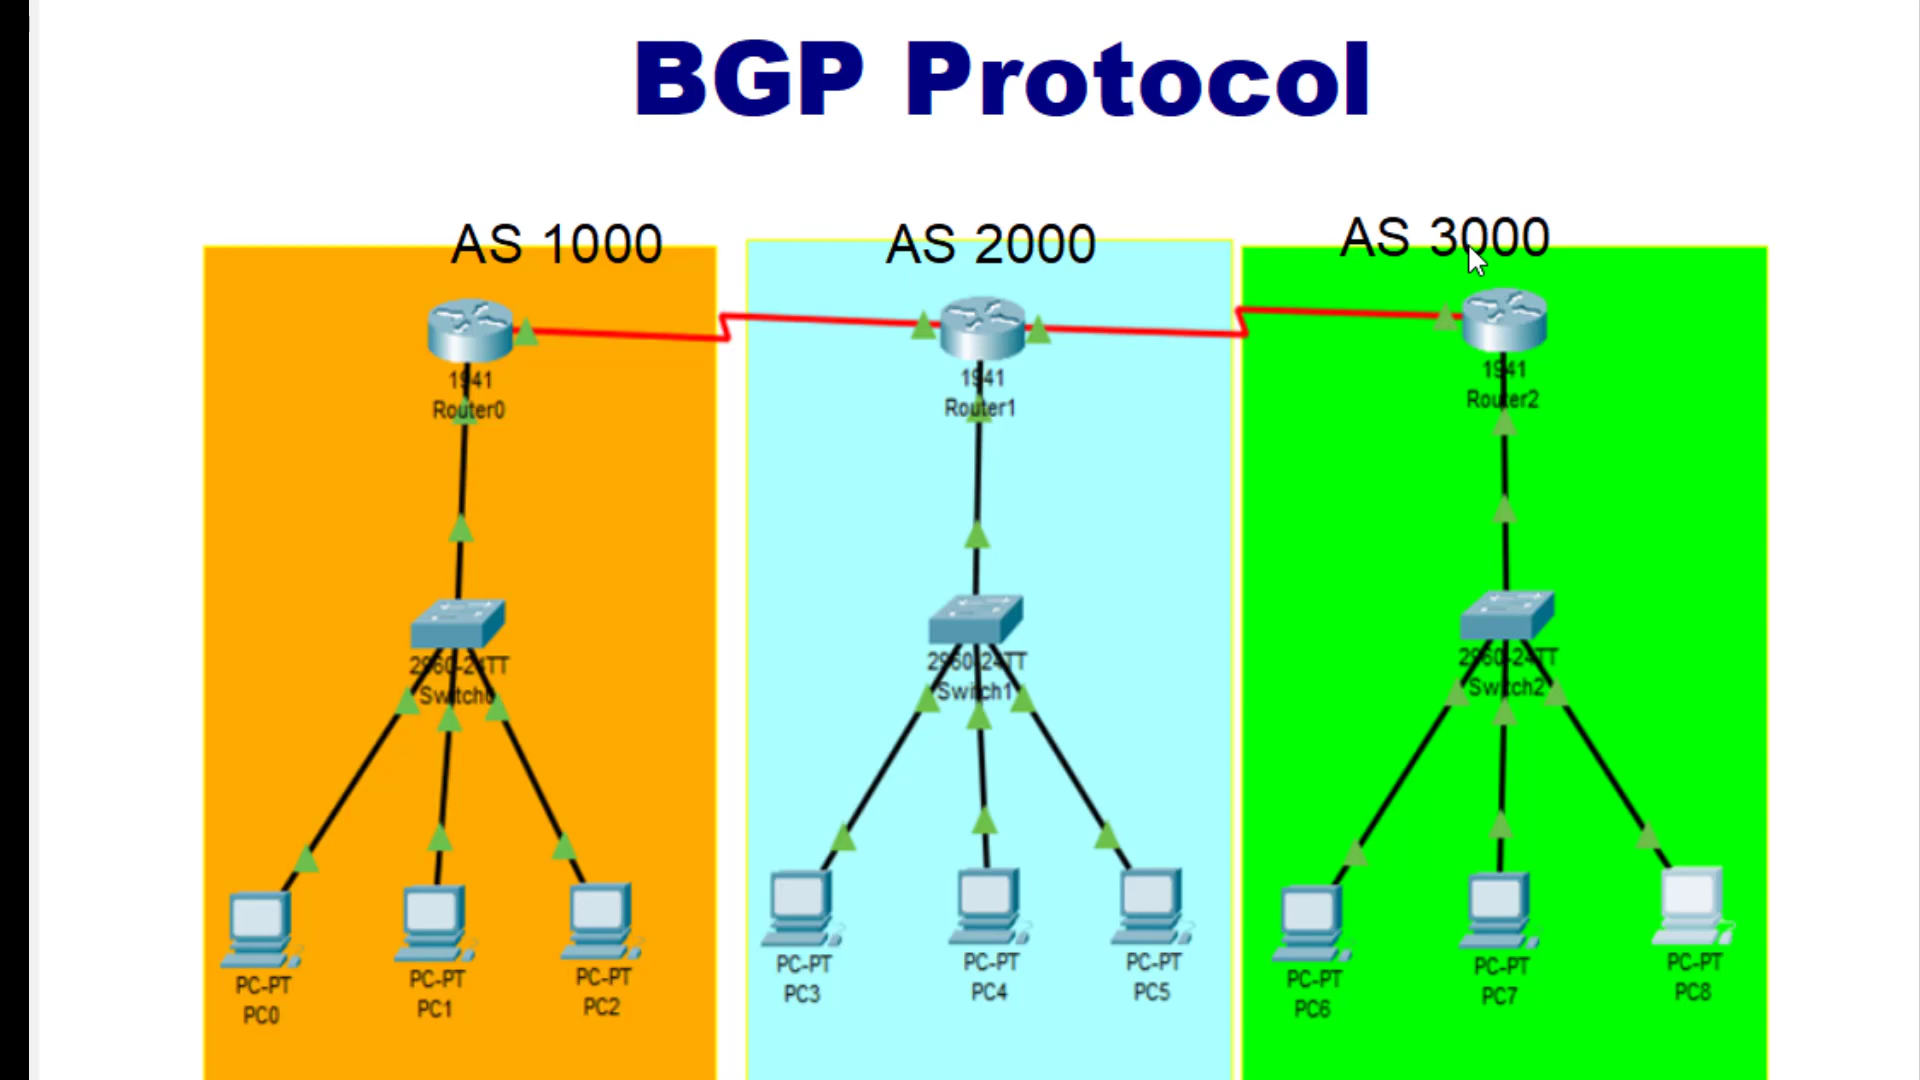 BGP Protocol
AS 1000
AS 2000
AS 3000
1941
Router0
1941
Router1
1941
Router2
2960-24TT
Switch0
2960-24TT
Switch1
2960-24TT
Switch2
PC-PT
PC0
PC-PT
PC1
PC-PT
PC2
PC-PT
PC3
PC-PT
PC4
PC-PT
PC5
PC-PT
PC6
PC-PT
PC7
PC-PT
PC8